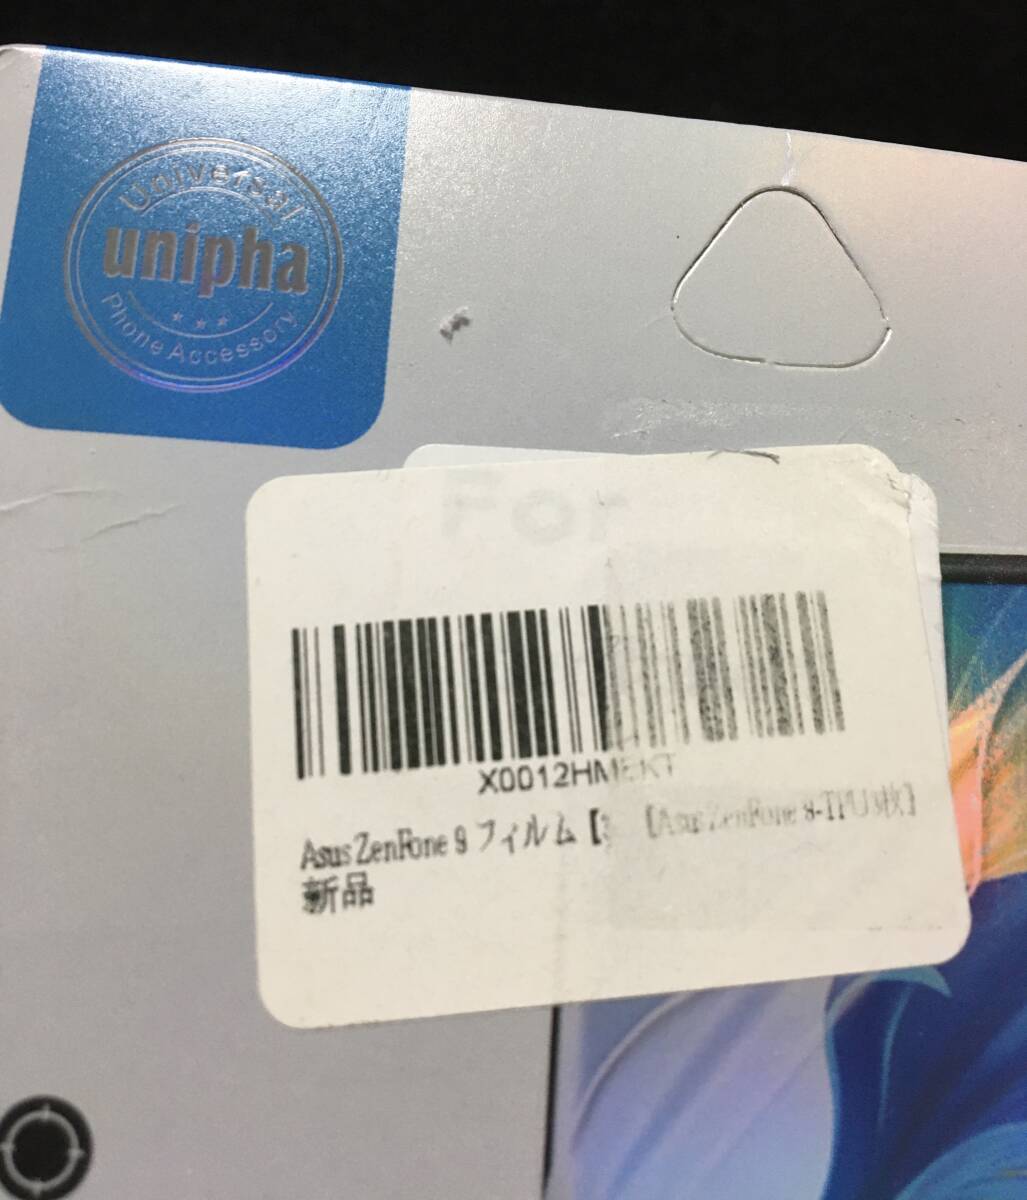 Universal
unipha
Phone Accessory
For
X0012HMEKT
Asus ZenFone 9 フィルム【3 【Asus ZenFone 9-TPU3枚】
新品